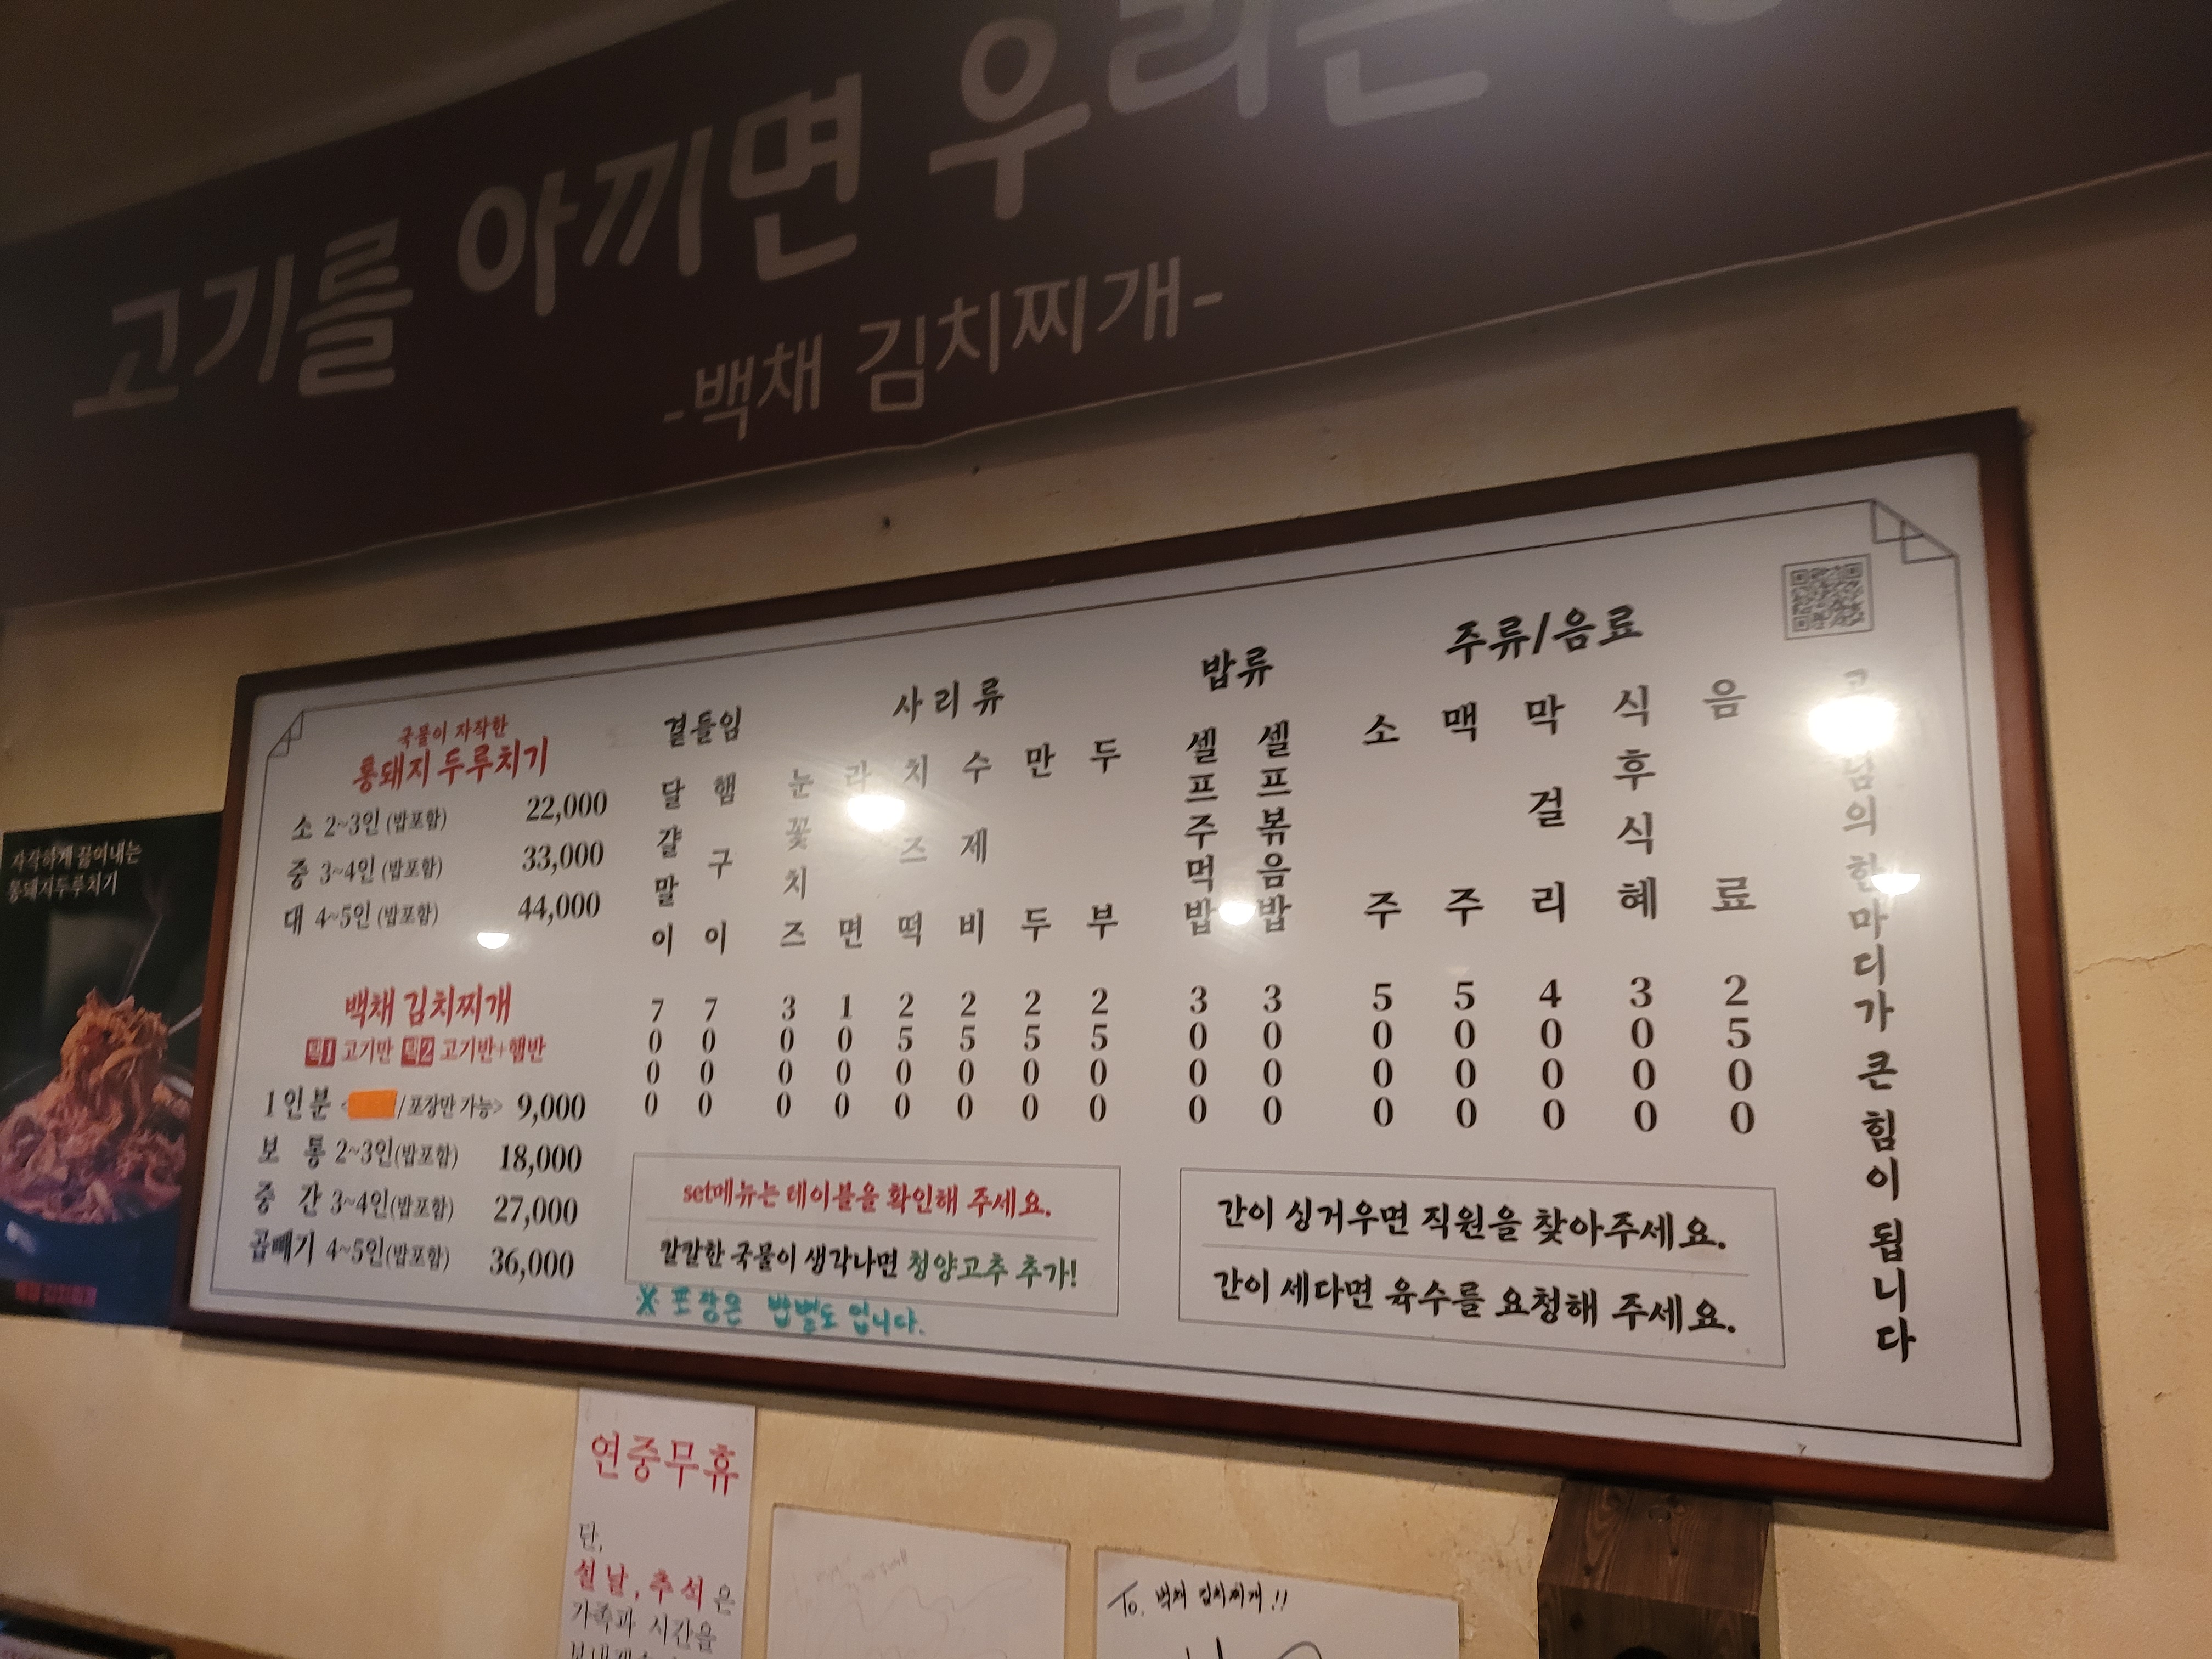 고기를 아끼면 우리는
-백채 김치찌개-
자작하게 끓여내는
통돼지두루치기
백채 김치찌개
국물이 자작한
통돼지 두루치기
소 2~3인 (밥포함) 22,000
중 3~4인 (밥포함) 33,000
대 4~5인 (밥포함) 44,000
백채 김치찌개
고기반 고기반+햄반
1인분 < /포장만 가능> 9,000
보통 2~3인(밥포함) 18,000
중간 3~4인(밥포함) 27,000
곱빼기 4~5인(밥포함) 36,000
곁들임
달걀말이 7000
햄구이 7000
사리류
눈꽃치즈 3000
라면 1000
치즈떡 2500
수제비 2500
만두 2500
두부 2500
밥류
셀프주먹밥 3000
셀프볶음밥 3000
주류/음료
소주 5000
맥주 5000
막걸리 4000
식후식혜 3000
음료 2500
set메뉴는 테이블을 확인해 주세요.
칼칼한 국물이 생각나면 청양고추 추가!
※ 포장은 밥별도 입니다.
간이 싱거우면 직원을 찾아주세요.
간이 세다면 육수를 요청해 주세요.
고객님의 한마디가 큰 힘이 됩니다
연중무휴
단,
설날, 추석은
가족과 시간을
To. 백채 김치찌개!!